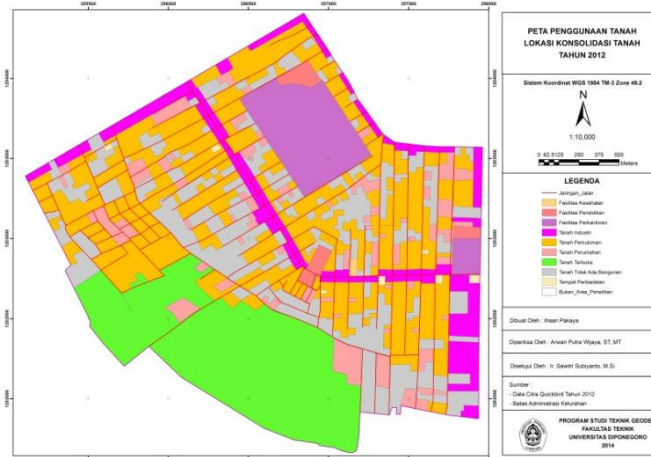 PETA PENGGUNAAN TANAH
LOKASI KONSOLIDASI TANAH
TAHUN 2012
Sistem Koordinat WGS 1984 TM-3 Zone 49.2
N
1:10,000
Meters
LEGENDA
Jaringan_Jalan
Fasilitas Kesehatan
Fasilitas Pendidikan
Fasilitas Perkantoran
Tanah Industri
Tanah Pemukiman
Tanah Perumahan
Tanah Terbuka
Tanah Tidak Ada Bangunan
Tempat Peribadatan
Bukan_Area_Penelitian
Dibuat Oleh : Ihsan Pakaya
Diperiksa Oleh : Arwan Putra Wijaya, ST.,MT
Disetujui Oleh : Ir. Sawitri Subiyanto, M.Si
Sumber :
- Data Citra Quickbird Tahun 2012
- Batas Administrasi Kelurahan
PROGRAM STUDI TEKNIK GEODE
FAKULTAS TEKNIK
UNIVERSITAS DIPONEGORO
2014